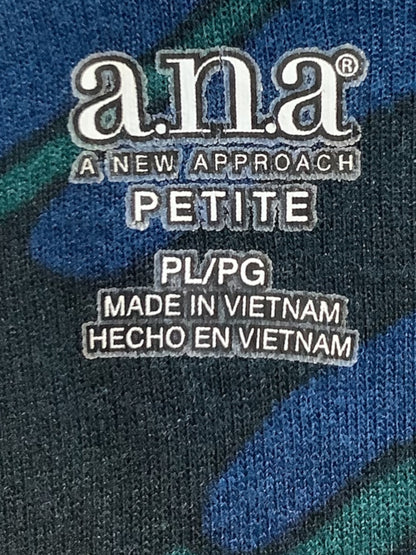 a.n.a®
A NEW APPROACH
PETITE
PL/PG
MADE IN VIETNAM
HECHO EN VIETNAM